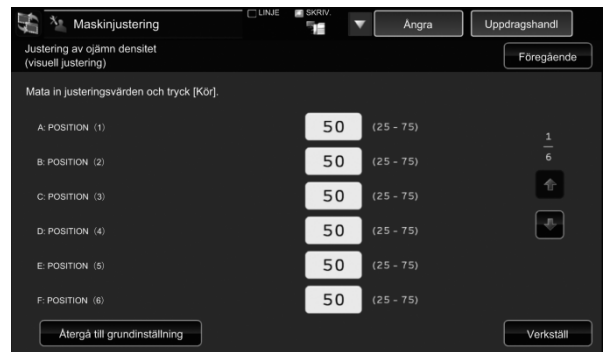 Maskinjustering
LINJE
SKRIV.
Ångra
Uppdragshandl
Justering av ojämn densitet
(visuell justering)
Föregående
Mata in justeringsvärden och tryck [Kör].
A: POSITION (1) 50 (25 - 75)
B: POSITION (2) 50 (25 - 75)
C: POSITION (3) 50 (25 - 75)
D: POSITION (4) 50 (25 - 75)
E: POSITION (5) 50 (25 - 75)
F: POSITION (6) 50 (25 - 75)
1
6
Återgå till grundinställning
Verkställ